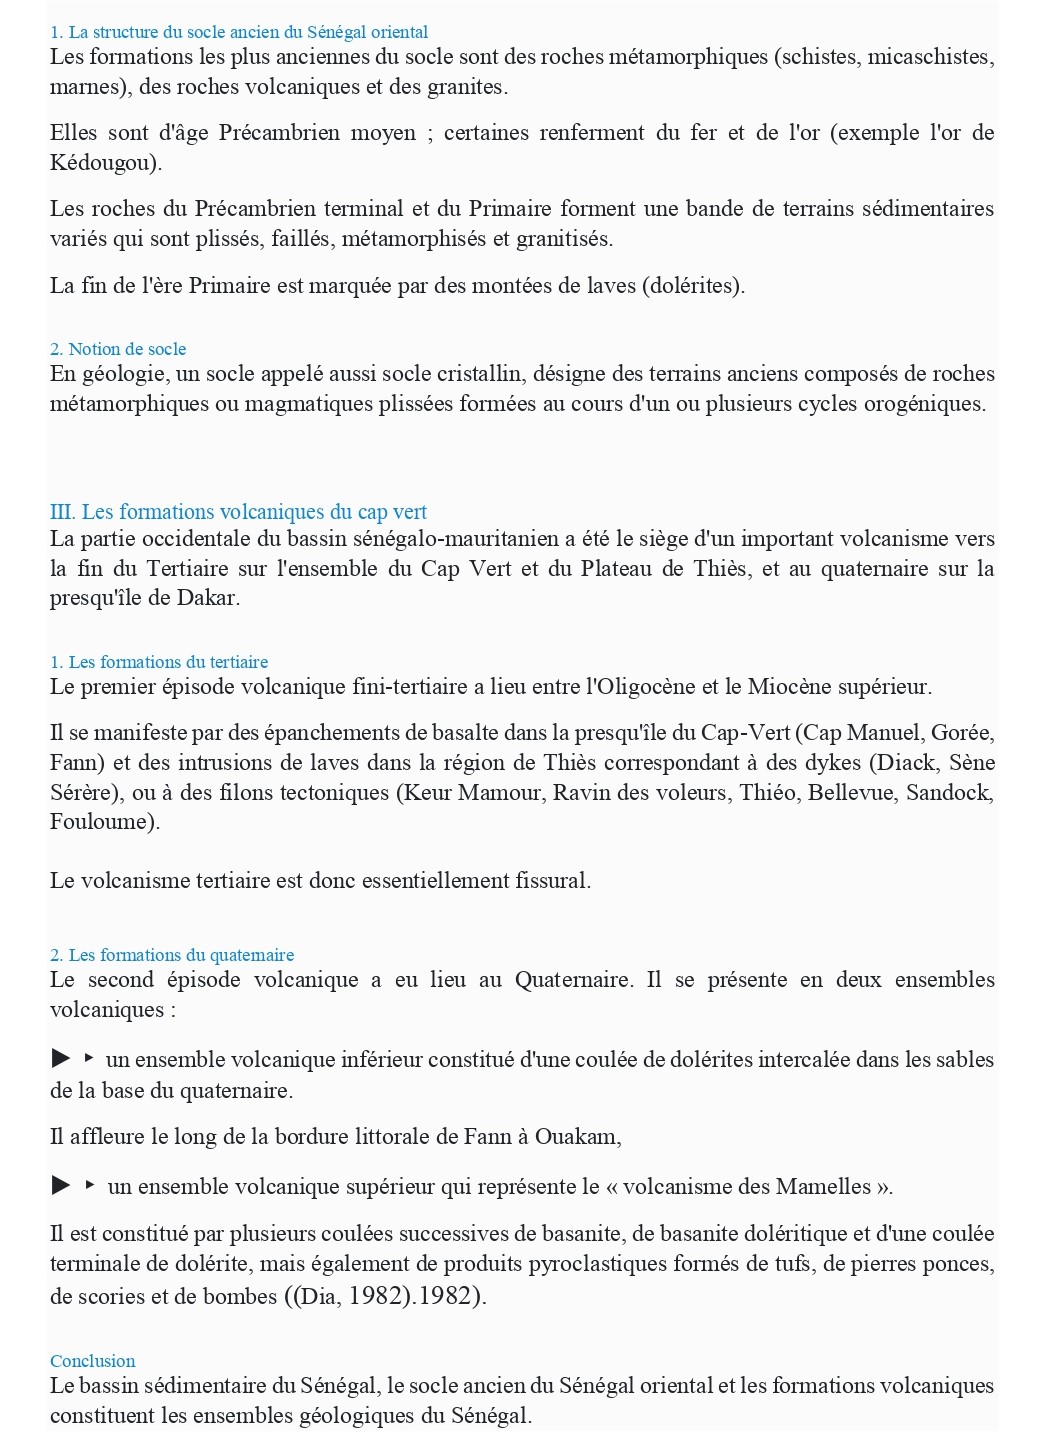 1. La structure du socle ancien du Sénégal oriental
Les formations les plus anciennes du socle sont des roches métamorphiques (schistes, micaschistes,
marnes), des roches volcaniques et des granites.
Elles sont d'âge Précambrien moyen ; certaines renferment du fer et de l'or (exemple l'or de
Kédougou).
Les roches du Précambrien terminal et du Primaire forment une bande de terrains sédimentaires
variés qui sont plissés, faillés, métamorphisés et granitisés.
La fin de l'ère Primaire est marquée par des montées de laves (dolérites).
2. Notion de socle
En géologie, un socle appelé aussi socle cristallin, désigne des terrains anciens composés de roches
métamorphiques ou magmatiques plissées formées au cours d'un ou plusieurs cycles orogéniques.
III. Les formations volcaniques du cap vert
La partie occidentale du bassin sénégalo-mauritanien a été le siège d'un important volcanisme vers
la fin du Tertiaire sur l'ensemble du Cap Vert et du Plateau de Thiès, et au quaternaire sur la
presqu'île de Dakar.
1. Les formations du tertiaire
Le premier épisode volcanique fini-tertiaire a lieu entre l'Oligocène et le Miocène supérieur.
Il se manifeste par des épanchements de basalte dans la presqu'île du Cap-Vert (Cap Manuel, Gorée,
Fann) et des intrusions de laves dans la région de Thiès correspondant à des dykes (Diack, Sène
Sérère), ou à des filons tectoniques (Keur Mamour, Ravin des voleurs, Thiéo, Bellevue, Sandock,
Fouloume).
Le volcanisme tertiaire est donc essentiellement fissural.
2. Les formations du quaternaire
Le second épisode volcanique a eu lieu au Quaternaire. Il se présente en deux ensembles
volcaniques :
▶ ‣ un ensemble volcanique inférieur constitué d'une coulée de dolérites intercalée dans les sables
de la base du quaternaire.
Il affleure le long de la bordure littorale de Fann à Ouakam,
▶ ‣ un ensemble volcanique supérieur qui représente le « volcanisme des Mamelles ».
Il est constitué par plusieurs coulées successives de basanite, de basanite doléritique et d'une coulée
terminale de dolérite, mais également de produits pyroclastiques formés de tufs, de pierres ponces,
de scories et de bombes ((Dia, 1982).1982).
Conclusion
Le bassin sédimentaire du Sénégal, le socle ancien du Sénégal oriental et les formations volcaniques
constituent les ensembles géologiques du Sénégal.